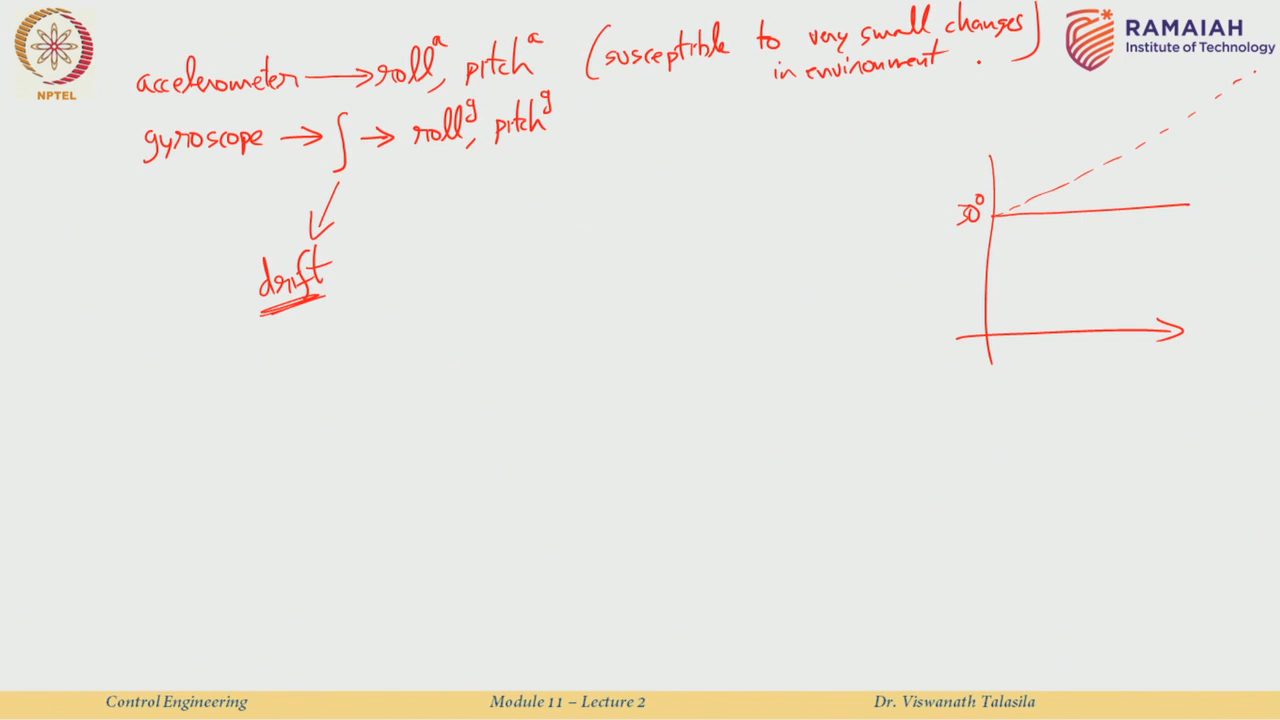 NPTEL
RAMAIAH
Institute of Technology
accelerometer → roll^a, pitch^a (susceptible to very small changes
in environment.)
gyroscope → ∫ → roll^g, pitch^g
drift
30°
Control Engineering
Module 11 – Lecture 2
Dr. Viswanath Talasila